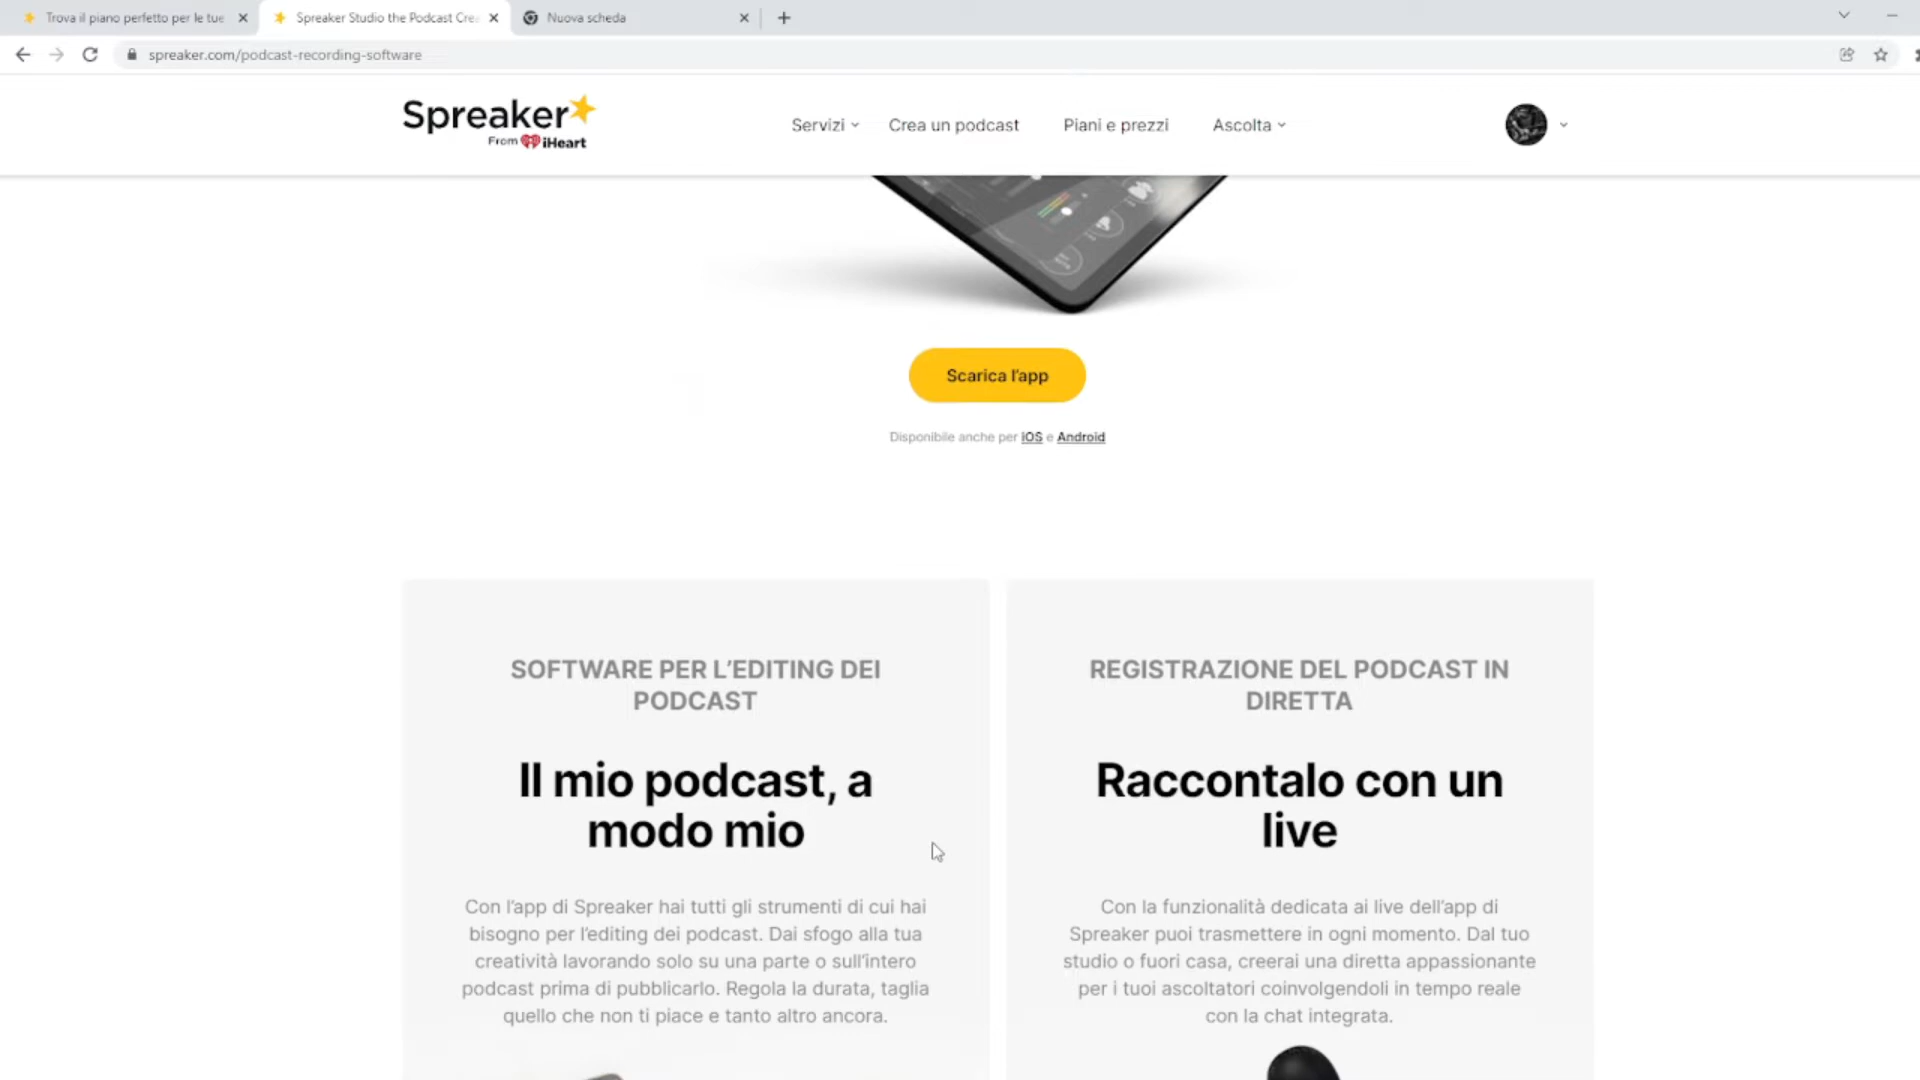 Trova il piano perfetto per le tue
Spreaker Studio the Podcast Cre
Nuova scheda
spreaker.com/podcast-recording-software
Spreaker
From iHeart
Servizi
Crea un podcast
Piani e prezzi
Ascolta
Scarica l'app
Disponibile anche per iOS e Android
SOFTWARE PER L'EDITING DEI
PODCAST
Il mio podcast, a
modo mio
Con l'app di Spreaker hai tutti gli strumenti di cui hai
bisogno per l'editing dei podcast. Dai sfogo alla tua
creatività lavorando solo su una parte o sull'intero
podcast prima di pubblicarlo. Regola la durata, taglia
quello che non ti piace e tanto altro ancora.
REGISTRAZIONE DEL PODCAST IN
DIRETTA
Raccontalo con un
live
Con la funzionalità dedicata ai live dell'app di
Spreaker puoi trasmettere in ogni momento. Dal tuo
studio o fuori casa, creerai una diretta appassionante
per i tuoi ascoltatori coinvolgendoli in tempo reale
con la chat integrata.